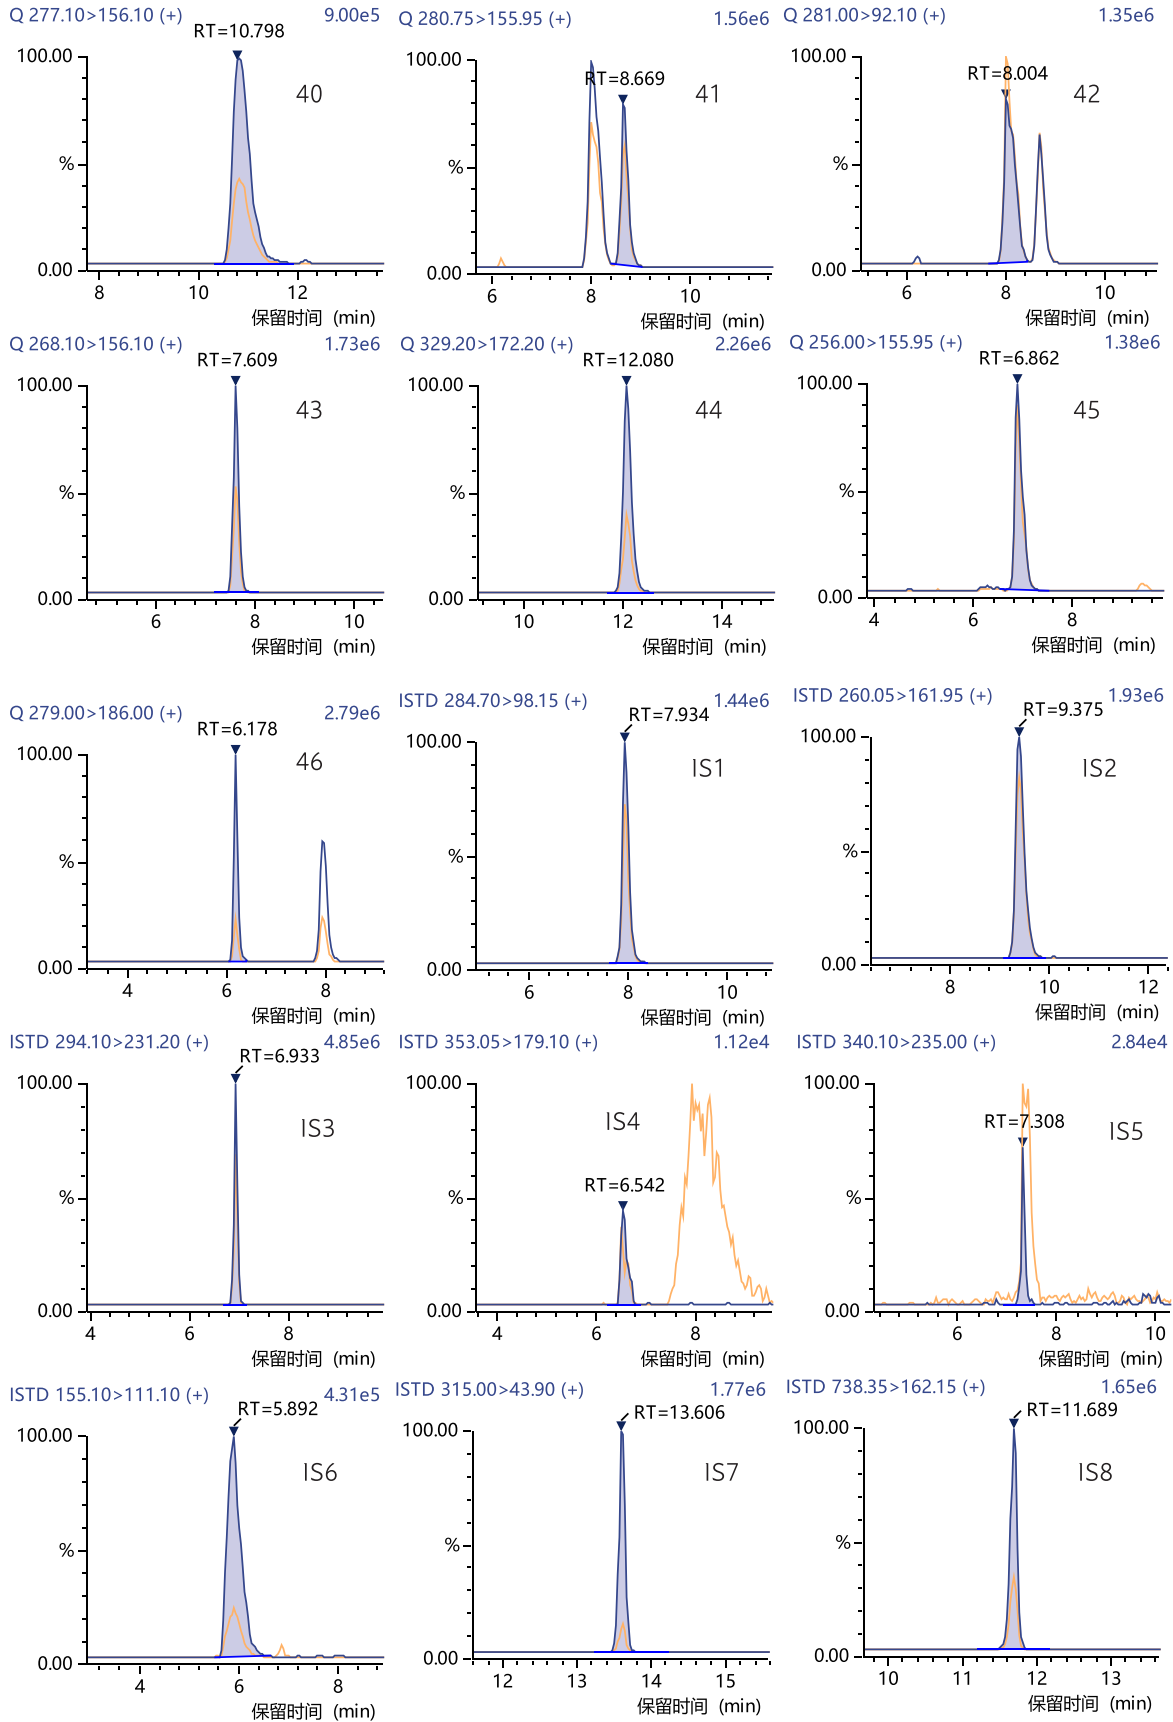 Q 277.10>156.10 (+) 9.00e5
RT=10.798
100.00
40
%
0.00
8 10 12
保留时间 (min)
Q 280.75>155.95 (+) 1.56e6
100.00
RT=8.669
41
%
0.00
6 8 10
保留时间 (min)
Q 281.00>92.10 (+) 1.35e6
100.00
RT=8.004
42
%
0.00
6 8 10
保留时间 (min)
Q 268.10>156.10 (+) 1.73e6
RT=7.609
100.00
43
%
0.00
6 8 10
保留时间 (min)
Q 329.20>172.20 (+) 2.26e6
RT=12.080
100.00
44
%
0.00
10 12 14
保留时间 (min)
Q 256.00>155.95 (+) 1.38e6
RT=6.862
100.00
45
%
0.00
4 6 8
保留时间 (min)
Q 279.00>186.00 (+) 2.79e6
RT=6.178
100.00
46
%
0.00
4 6 8
保留时间 (min)
ISTD 284.70>98.15 (+) 1.44e6
RT=7.934
100.00
IS1
%
0.00
6 8 10
保留时间 (min)
ISTD 260.05>161.95 (+) 1.93e6
RT=9.375
100.00
IS2
%
0.00
8 10 12
保留时间 (min)
ISTD 294.10>231.20 (+) 4.85e6
RT=6.933
100.00
IS3
%
0.00
4 6 8
保留时间 (min)
ISTD 353.05>179.10 (+) 1.12e4
100.00
IS4
RT=6.542
%
0.00
4 6 8
保留时间 (min)
ISTD 340.10>235.00 (+) 2.84e4
100.00
RT=7.308
IS5
%
0.00
6 8 10
保留时间 (min)
ISTD 155.10>111.10 (+) 4.31e5
RT=5.892
100.00
IS6
%
0.00
4 6 8
保留时间 (min)
ISTD 315.00>43.90 (+) 1.77e6
RT=13.606
100.00
IS7
%
0.00
12 13 14 15
保留时间 (min)
ISTD 738.35>162.15 (+) 1.65e6
RT=11.689
100.00
IS8
%
0.00
10 11 12 13
保留时间 (min)